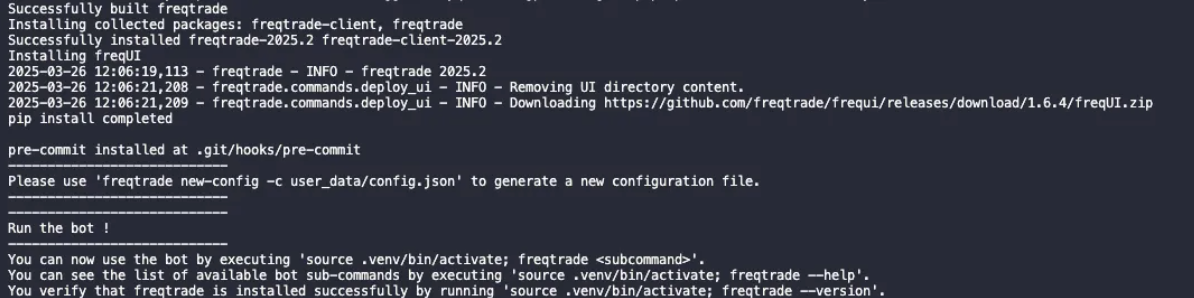 Successfully built freqtrade
Installing collected packages: freqtrade-client, freqtrade
Successfully installed freqtrade-2025.2 freqtrade-client-2025.2
Installing freqUI
2025-03-26 12:06:19,113 - freqtrade - INFO - freqtrade 2025.2
2025-03-26 12:06:21,208 - freqtrade.commands.deploy_ui - INFO - Removing UI directory content.
2025-03-26 12:06:21,209 - freqtrade.commands.deploy_ui - INFO - Downloading https://github.com/freqtrade/frequi/releases/download/1.6.4/freqUI.zip
pip install completed

pre-commit installed at .git/hooks/pre-commit
----------------------------
Please use 'freqtrade new-config -c user_data/config.json' to generate a new configuration file.
----------------------------
----------------------------
Run the bot !
----------------------------
You can now use the bot by executing 'source .venv/bin/activate; freqtrade <subcommand>'.
You can see the list of available bot sub-commands by executing 'source .venv/bin/activate; freqtrade --help'.
You verify that freqtrade is installed successfully by running 'source .venv/bin/activate; freqtrade --version'.